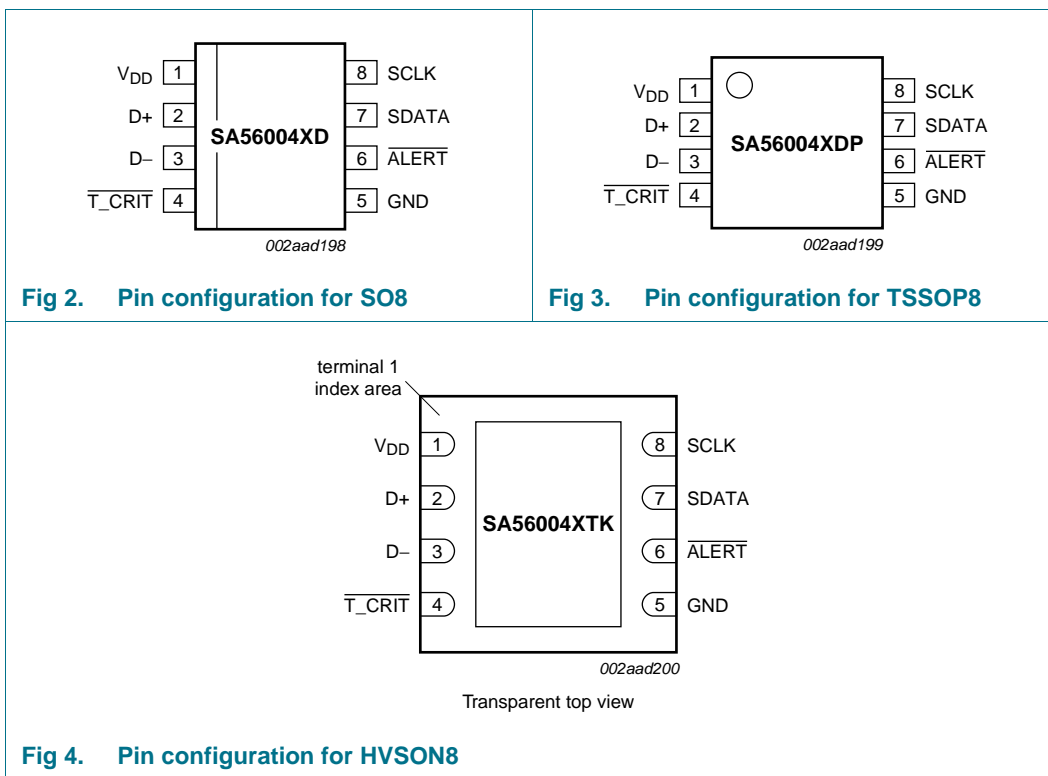 VDD 1
D+ 2
D− 3
T_CRIT 4
SA56004XD
8 SCLK
7 SDATA
6 ALERT
5 GND
002aad198
Fig 2. Pin configuration for SO8
VDD 1
D+ 2
D− 3
T_CRIT 4
SA56004XDP
8 SCLK
7 SDATA
6 ALERT
5 GND
002aad199
Fig 3. Pin configuration for TSSOP8
terminal 1
index area
VDD 1
D+ 2
D− 3
T_CRIT 4
SA56004XTK
8 SCLK
7 SDATA
6 ALERT
5 GND
002aad200
Transparent top view
Fig 4. Pin configuration for HVSON8